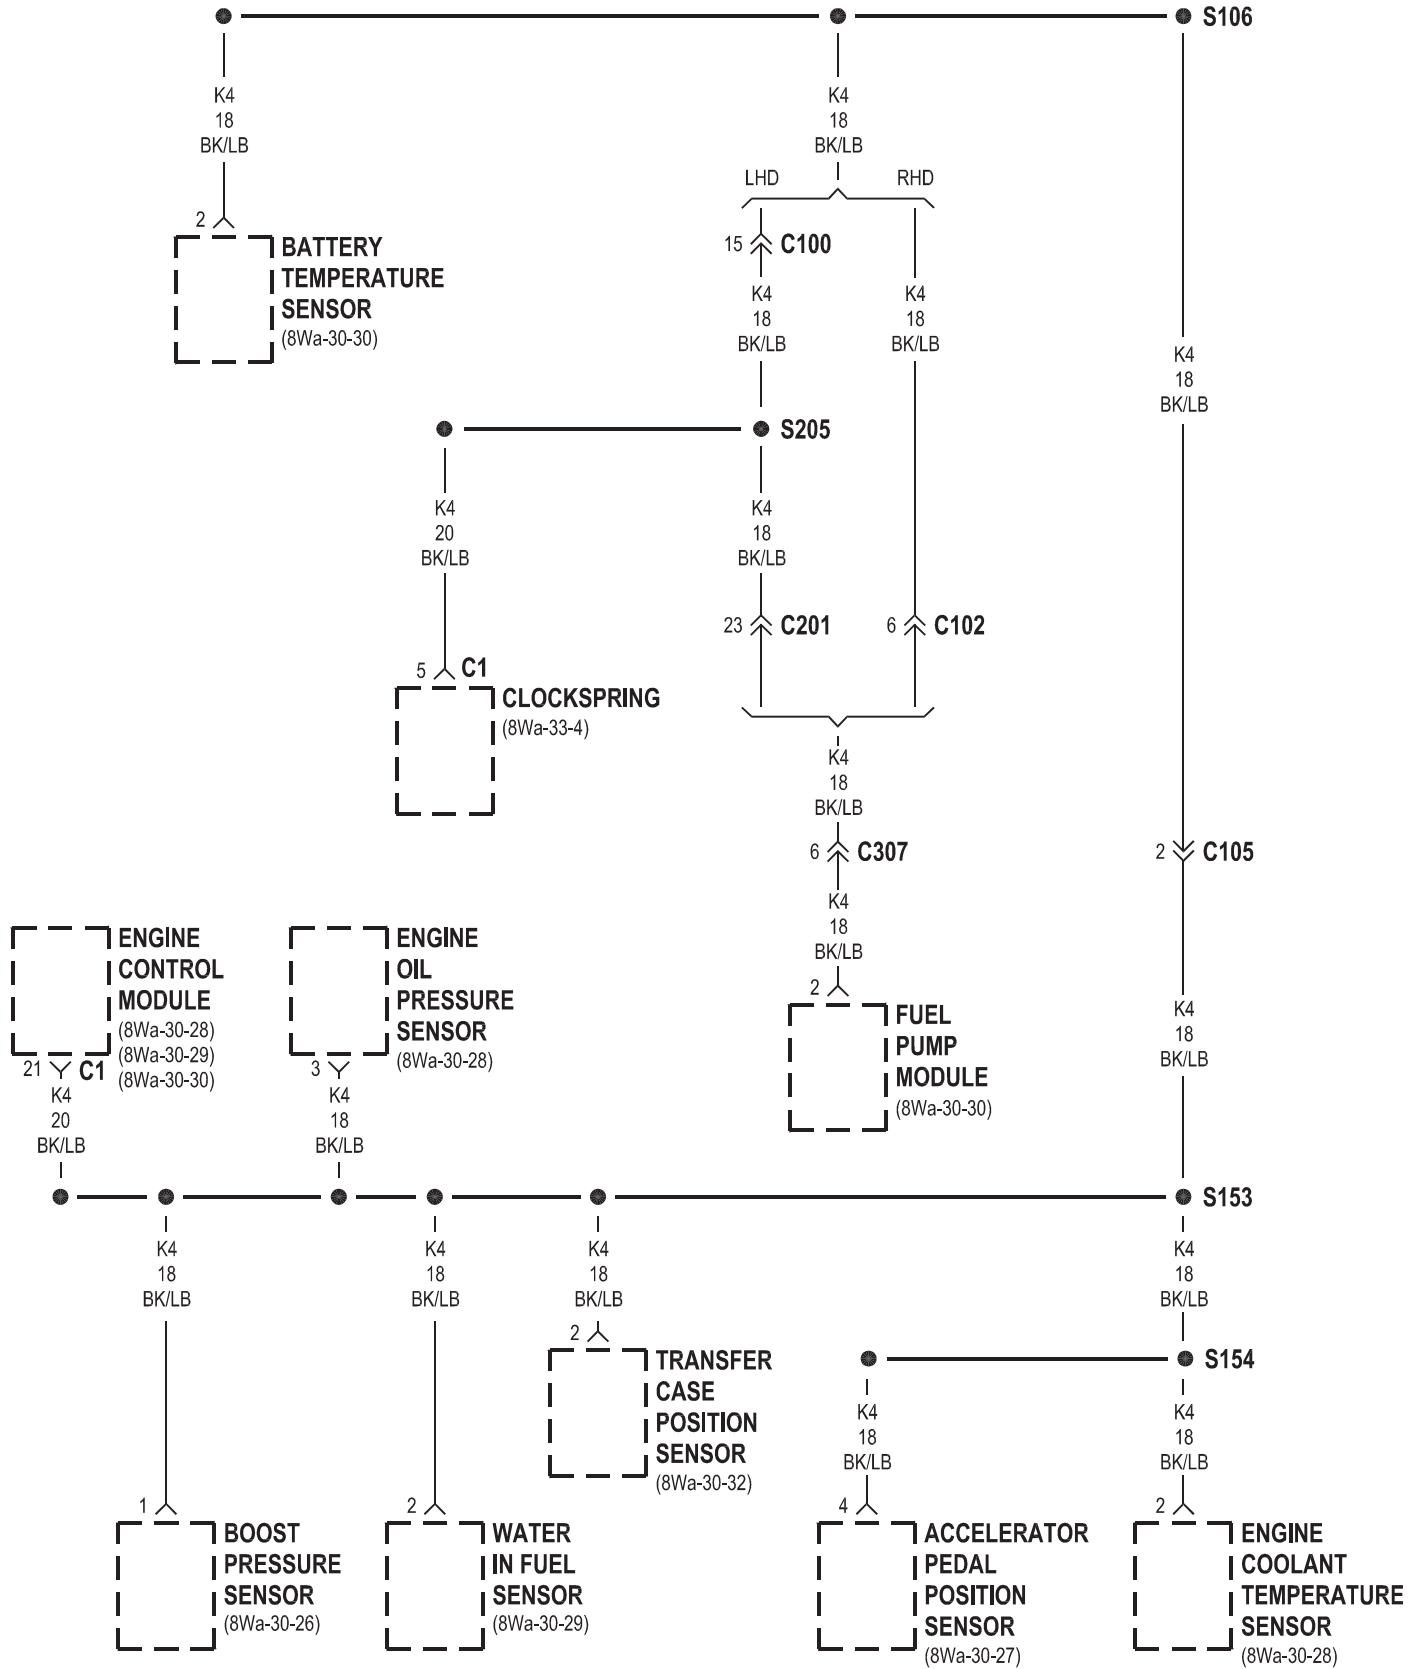 S106
K4
18
BK/LB
K4
18
BK/LB
LHD
RHD
2
BATTERY
TEMPERATURE
SENSOR
(8Wa-30-30)
15
C100
K4
18
BK/LB
K4
18
BK/LB
K4
18
BK/LB
S205
K4
20
BK/LB
K4
18
BK/LB
23
C201
6
C102
5
C1
CLOCKSPRING
(8Wa-33-4)
K4
18
BK/LB
6
C307
2
C105
K4
18
BK/LB
ENGINE
CONTROL
MODULE
(8Wa-30-28)
(8Wa-30-29)
(8Wa-30-30)
21
C1
K4
20
BK/LB
ENGINE
OIL
PRESSURE
SENSOR
(8Wa-30-28)
3
K4
18
BK/LB
2
FUEL
PUMP
MODULE
(8Wa-30-30)
K4
18
BK/LB
S153
K4
18
BK/LB
K4
18
BK/LB
K4
18
BK/LB
K4
18
BK/LB
2
TRANSFER
CASE
POSITION
SENSOR
(8Wa-30-32)
S154
K4
18
BK/LB
K4
18
BK/LB
1
BOOST
PRESSURE
SENSOR
(8Wa-30-26)
2
WATER
IN FUEL
SENSOR
(8Wa-30-29)
4
ACCELERATOR
PEDAL
POSITION
SENSOR
(8Wa-30-27)
2
ENGINE
COOLANT
TEMPERATURE
SENSOR
(8Wa-30-28)